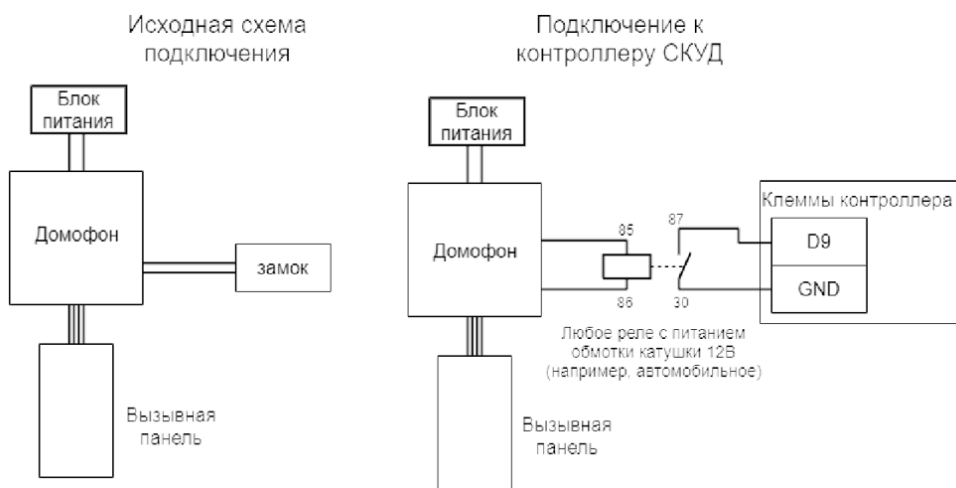 Исходная схема
подключения
Блок
питания
Домофон
замок
Вызывная
панель
Подключение к
контроллеру СКУД
Блок
питания
Домофон
85
86
87
30
Любое реле с питанием
обмотки катушки 12В
(например, автомобильное)
Клеммы контроллера
D9
GND
Вызывная
панель